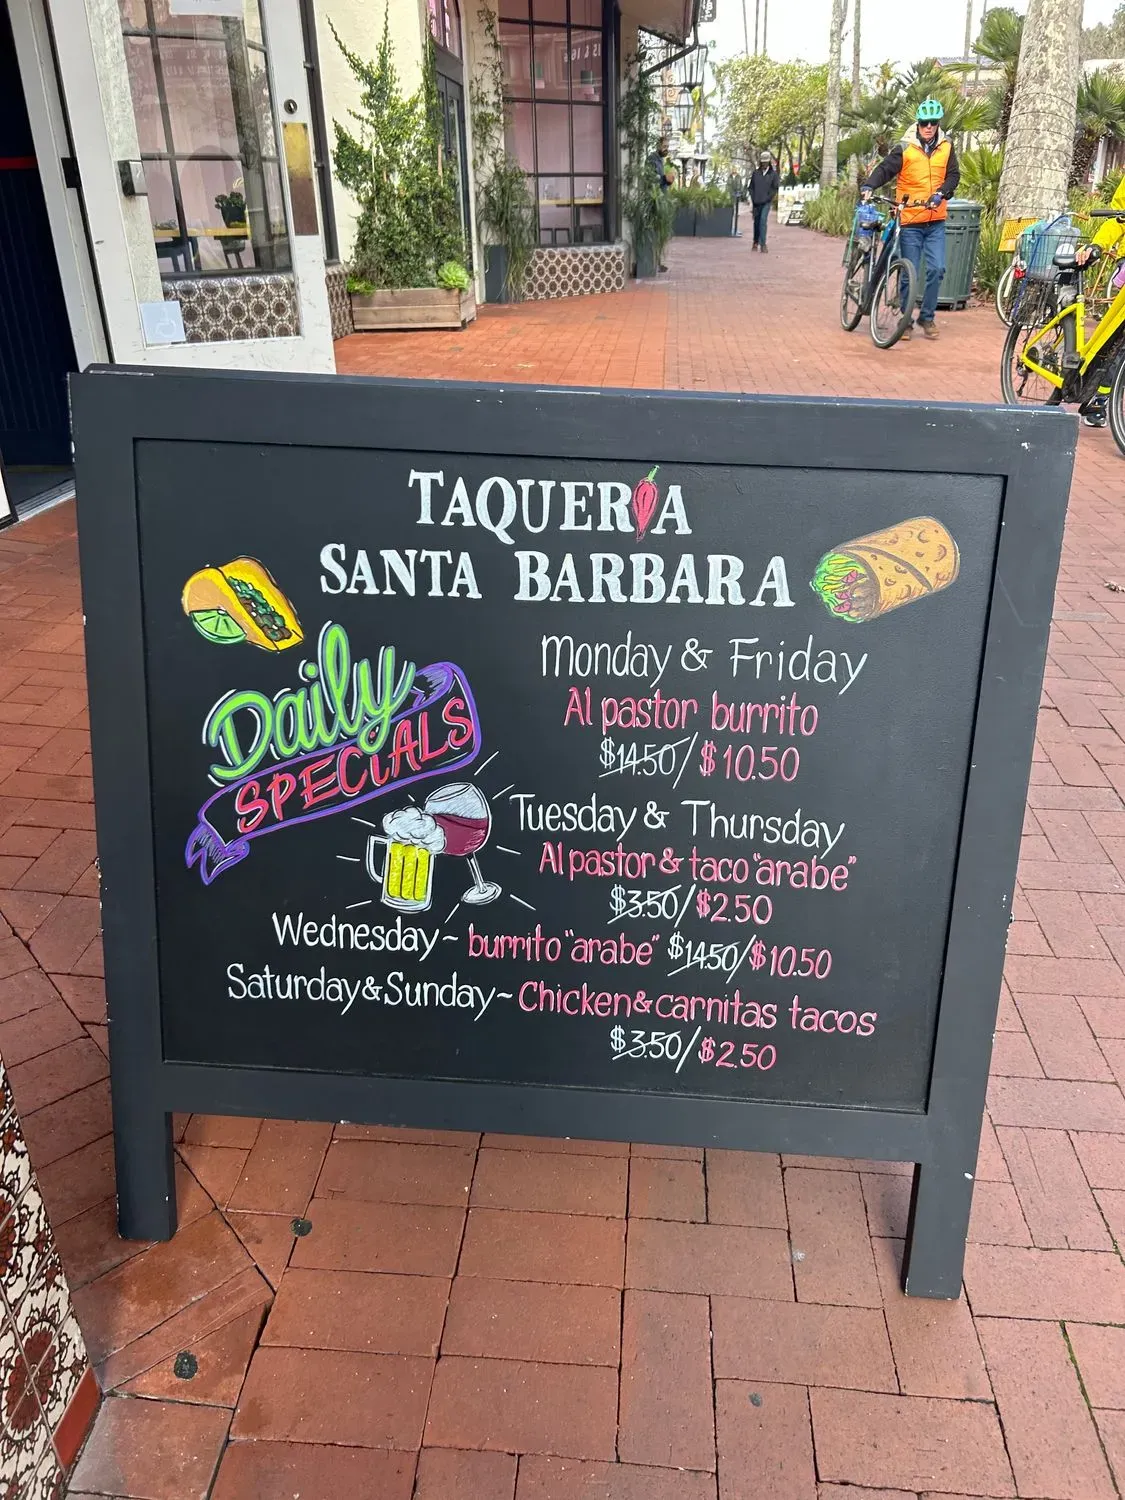 TAQUERIA
SANTA BARBARA
Daily
SPECiALS
Monday & Friday
Al pastor burrito
$14.50/$10.50
Tuesday & Thursday
Al pastor & taco "arabe"
$3.50/$2.50
Wednesday~ burrito "arabe" $14.50/$10.50
Saturday & Sunday~ Chicken & carnitas tacos
$3.50/$2.50